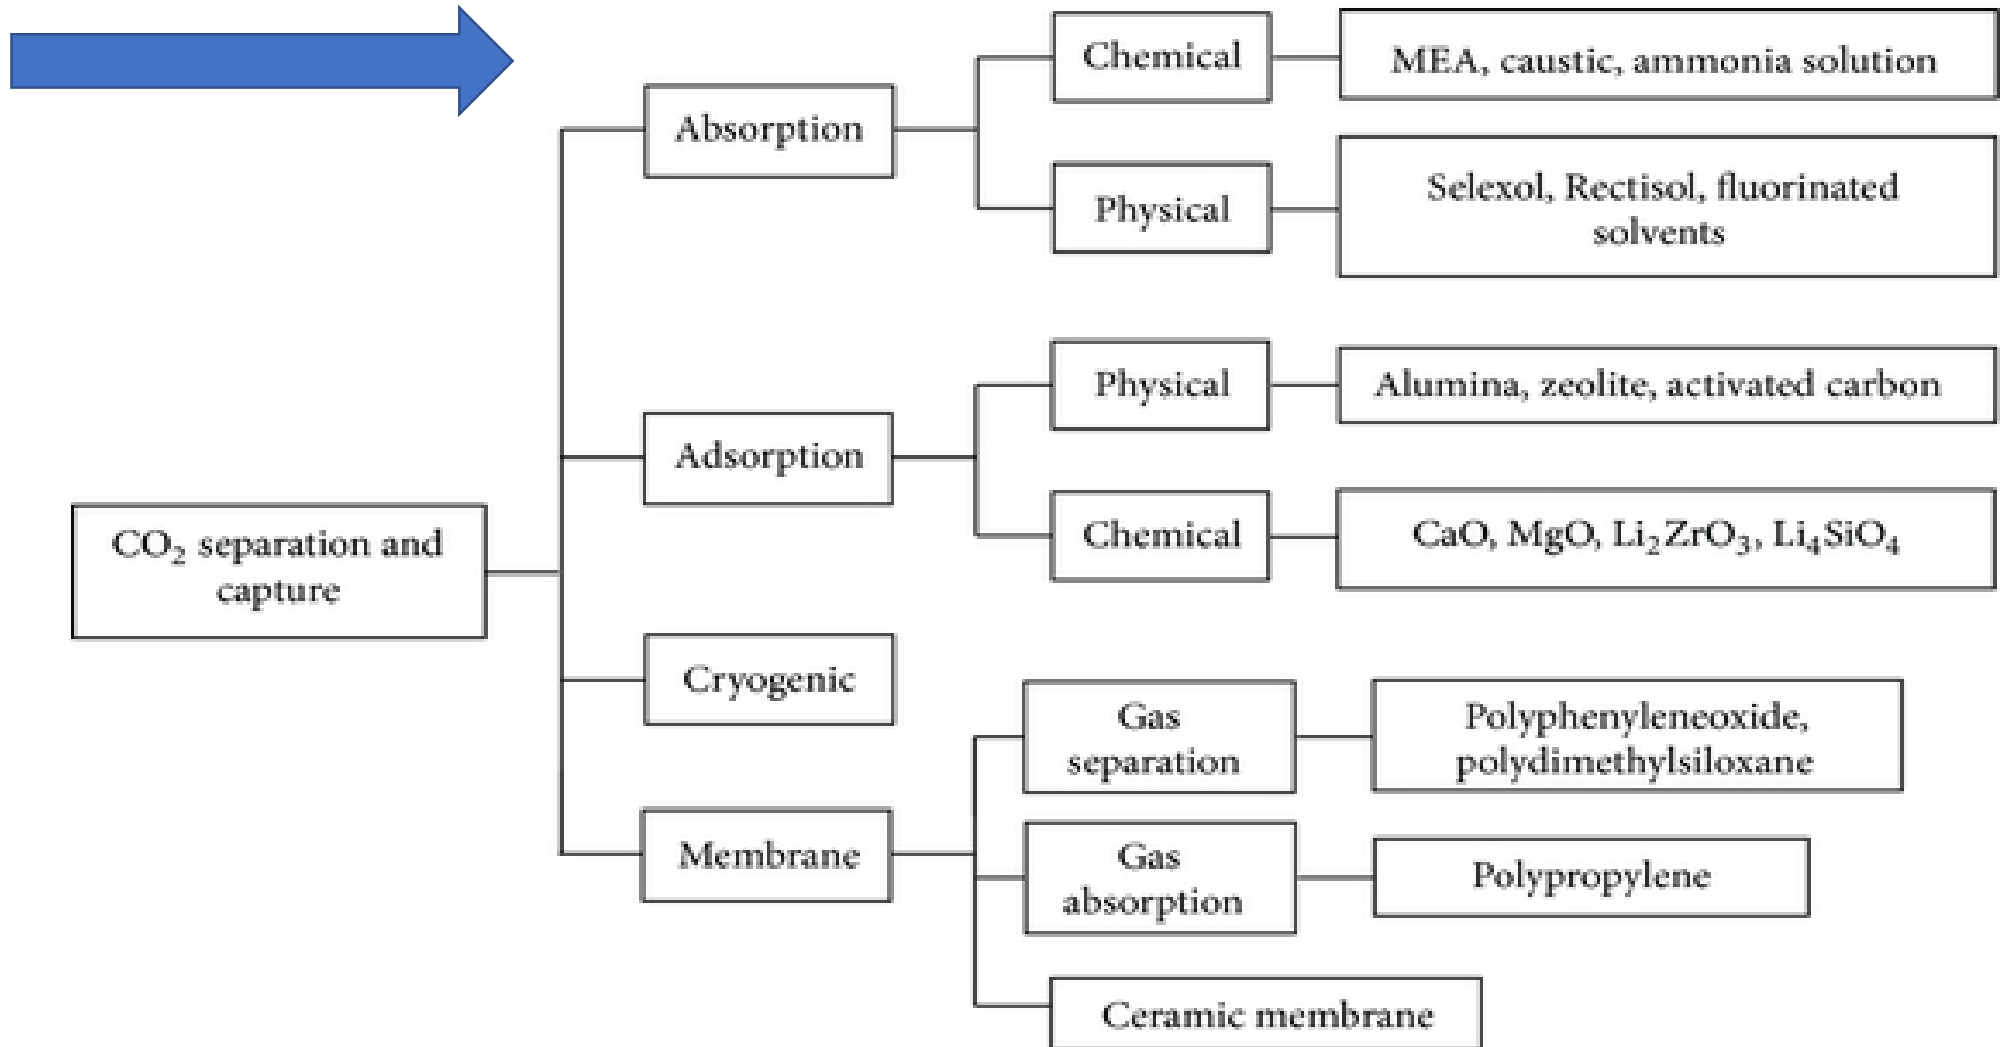 Chemical
MEA, caustic, ammonia solution
Absorption
Physical
Selexol, Rectisol, fluorinated
solvents
Physical
Alumina, zeolite, activated carbon
Adsorption
Chemical
CaO, MgO, Li₂ZrO₃, Li₄SiO₄
CO₂ separation and
capture
Cryogenic
Gas
separation
Polyphenyleneoxide,
polydimethylsiloxane
Membrane
Gas
absorption
Polypropylene
Ceramic membrane